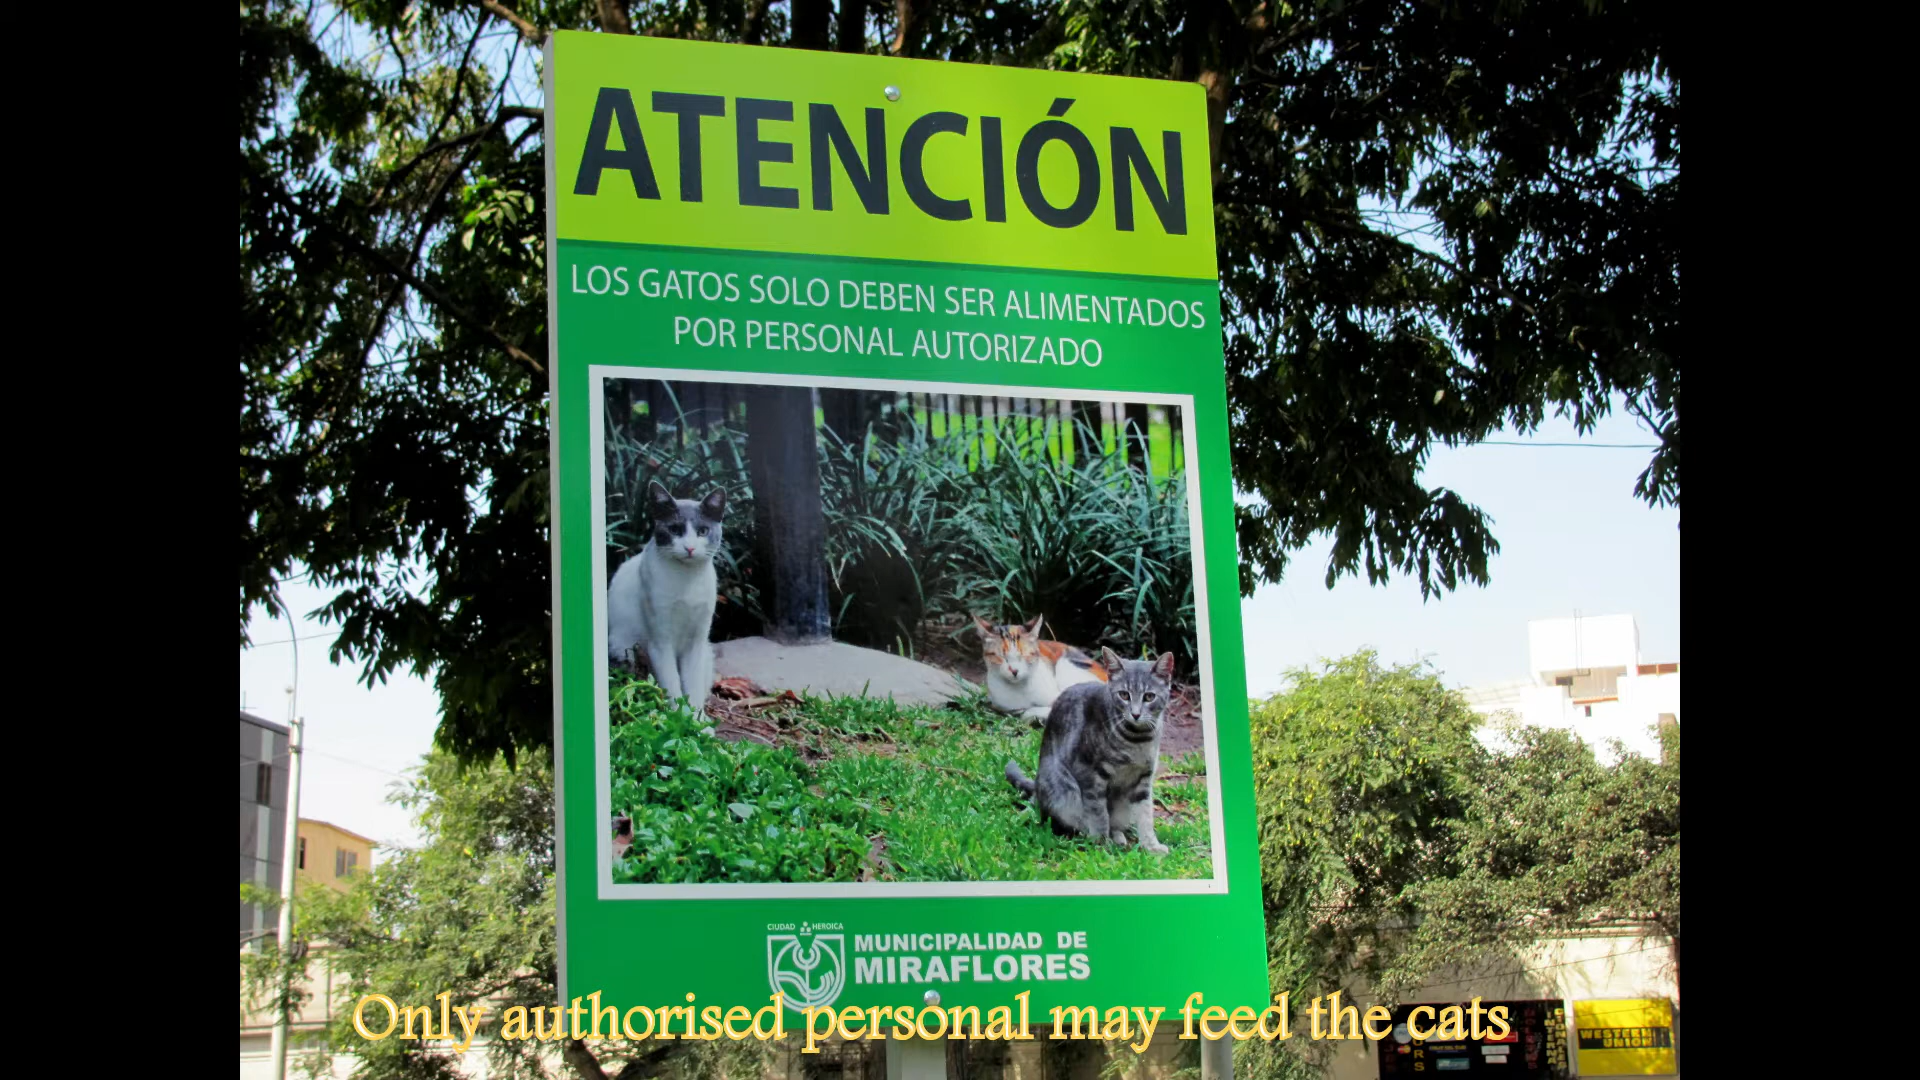 ATENCIÓN
LOS GATOS SOLO DEBEN SER ALIMENTADOS
POR PERSONAL AUTORIZADO
CIUDAD HEROICA
MUNICIPALIDAD DE
MIRAFLORES
Only authorised personal may feed the cats
WESTERN
UNION